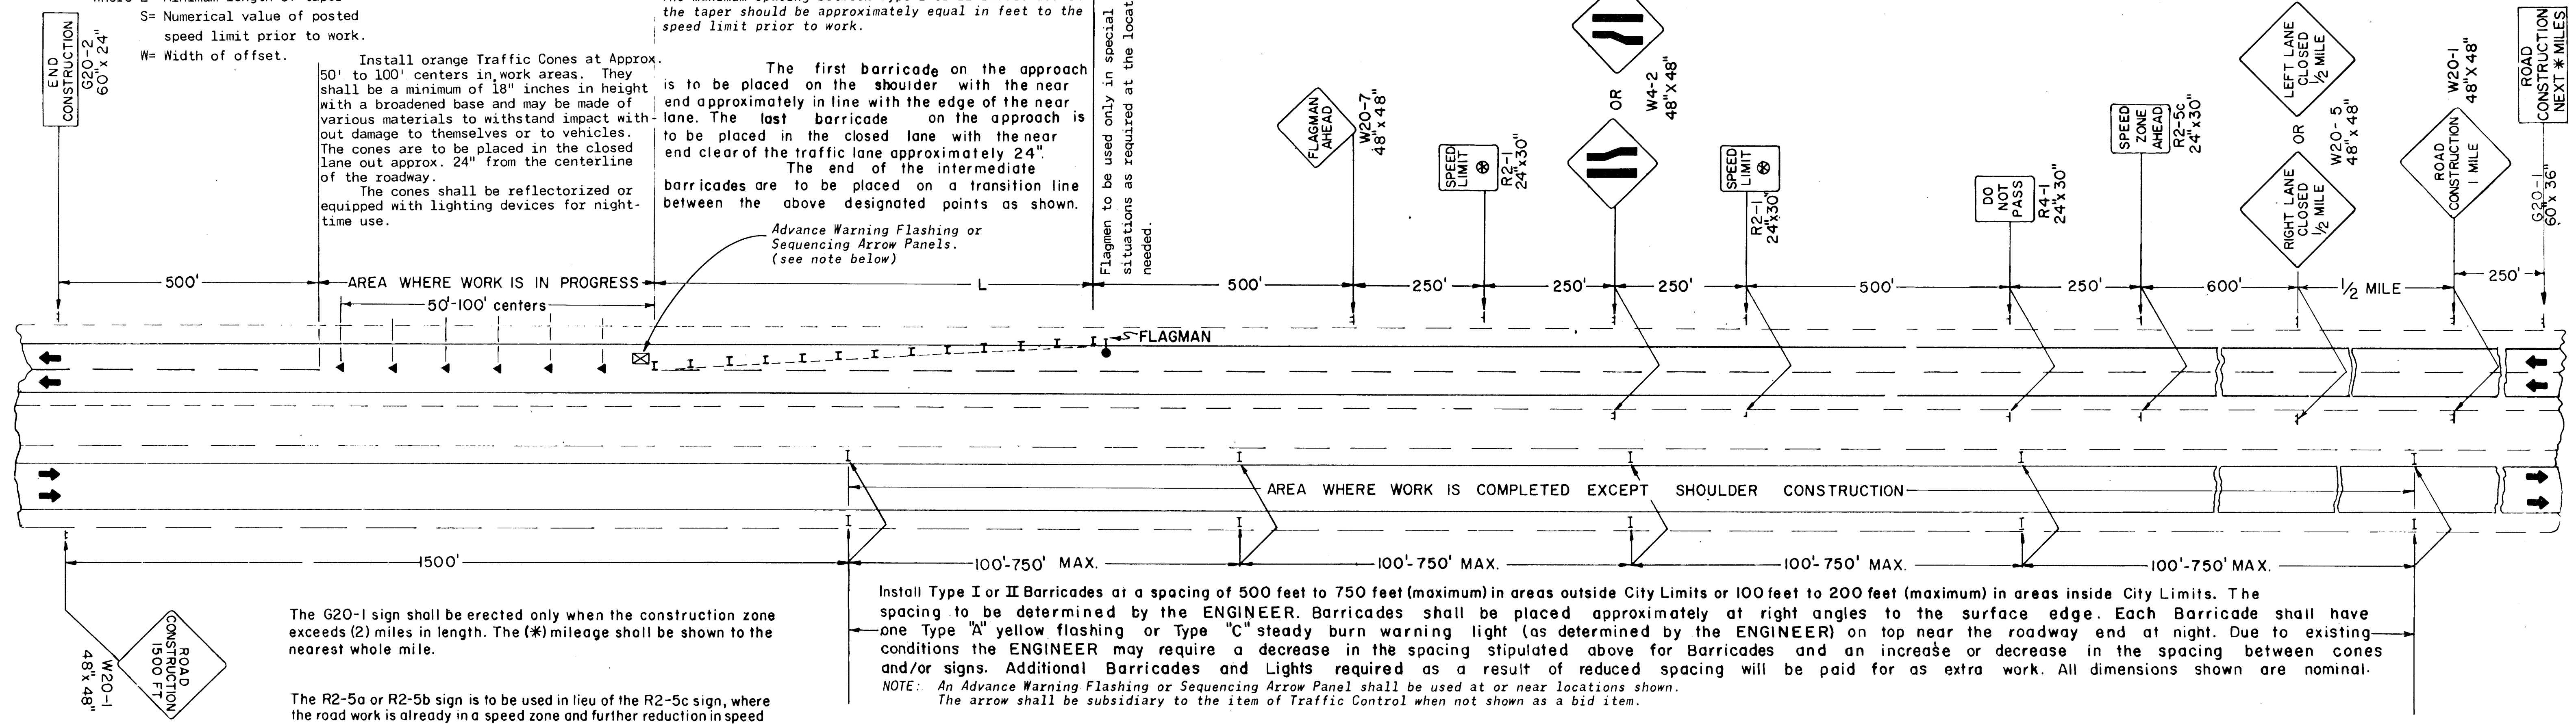 where L= Minimum length of taper
S= Numerical value of posted
speed limit prior to work.
W= Width of offset.
END
CONSTRUCTION
G20-2
60"x 24"
Install orange Traffic Cones at Approx.
50' to 100' centers in work areas. They
shall be a minimum of 18" inches in height
with a broadened base and may be made of
various materials to withstand impact with-
out damage to themselves or to vehicles.
The cones are to be placed in the closed
lane out approx. 24" from the centerline
of the roadway.
The cones shall be reflectorized or
equipped with lighting devices for night-
time use.
the taper should be approximately equal in feet to the
speed limit prior to work.
The first barricade on the approach
is to be placed on the shoulder with the near
end approximately in line with the edge of the near
lane. The last barricade on the approach is
to be placed in the closed lane with the near
end clear of the traffic lane approximately 24".
The end of the intermediate
barricades are to be placed on a transition line
between the above designated points as shown.
Advance Warning Flashing or
Sequencing Arrow Panels.
(see note below)
Flagmen to be used only in special
situations as required at the locat
needed.
FLAGMAN
AHEAD
W20-7
48"x 48"
SPEED
LIMIT
R2-1
24"x30"
OR
W4-2
48"X48"
SPEED
LIMIT
R2-1
24"x30"
DO
NOT
PASS
R4-1
24"x30"
SPEED
ZONE
AHEAD
R2-5c
24"x30"
LEFT LANE
CLOSED
1/2 MILE
OR
RIGHT LANE
CLOSED
1/2 MILE
W20-5
48"x 48"
ROAD
CONSTRUCTION
1 MILE
W20-1
48"X48"
ROAD
CONSTRUCTION
NEXT * MILES
G20-1
60"x 36"
500'
AREA WHERE WORK IS IN PROGRESS
L
500'
250'
250'
250'
500'
250'
600'
1/2 MILE
250'
50'-100' centers
FLAGMAN
AREA WHERE WORK IS COMPLETED EXCEPT SHOULDER CONSTRUCTION
1500'
100'-750' MAX.
100'-750' MAX.
100'-750' MAX.
100'-750' MAX.
ROAD
CONSTRUCTION
1500 FT
W20-1
48"x 48"
The G20-1 sign shall be erected only when the construction zone
exceeds (2) miles in length. The (*) mileage shall be shown to the
nearest whole mile.
The R2-5a or R2-5b sign is to be used in lieu of the R2-5c sign, where
the road work is already in a speed zone and further reduction in speed
Install Type I or II Barricades at a spacing of 500 feet to 750 feet (maximum) in areas outside City Limits or 100 feet to 200 feet (maximum) in areas inside City Limits. The
spacing to be determined by the ENGINEER. Barricades shall be placed approximately at right angles to the surface edge. Each Barricade shall have
one Type "A" yellow flashing or Type "C" steady burn warning light (as determined by the ENGINEER) on top near the roadway end at night. Due to existing
conditions the ENGINEER may require a decrease in the spacing stipulated above for Barricades and an increase or decrease in the spacing between cones
and/or signs. Additional Barricades and Lights required as a result of reduced spacing will be paid for as extra work. All dimensions shown are nominal.
NOTE: An Advance Warning Flashing or Sequencing Arrow Panel shall be used at or near locations shown.
The arrow shall be subsidiary to the item of Traffic Control when not shown as a bid item.